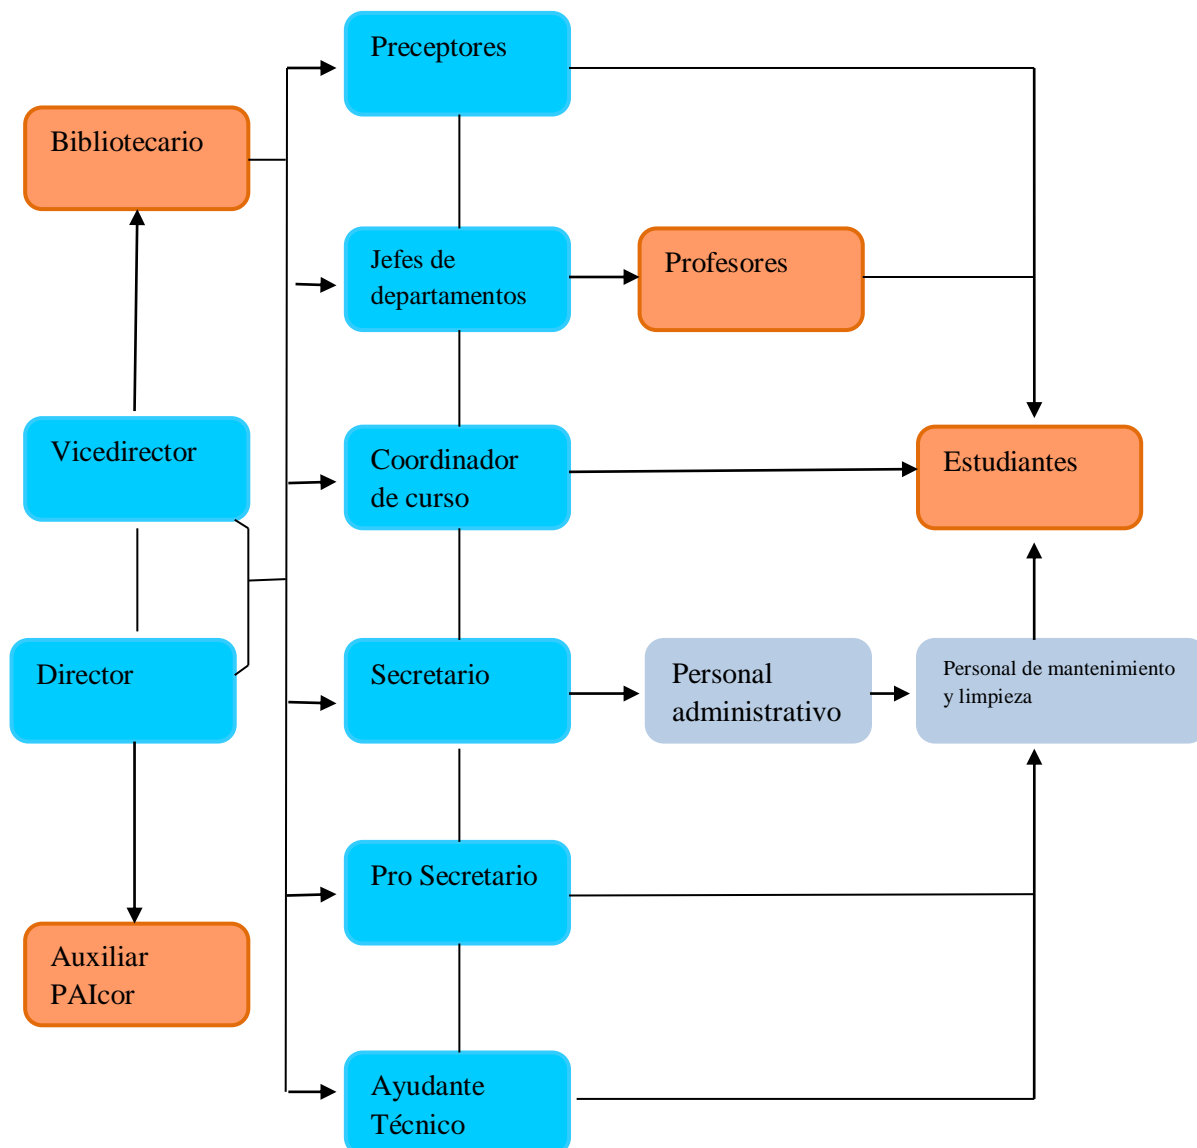 Preceptores
Bibliotecario
Jefes de
departamentos
Profesores
Vicedirector
Coordinador
de curso
Estudiantes
Director
Secretario
Personal
administrativo
Personal de mantenimiento
y limpieza
Pro Secretario
Auxiliar
PAIcor
Ayudante
Técnico